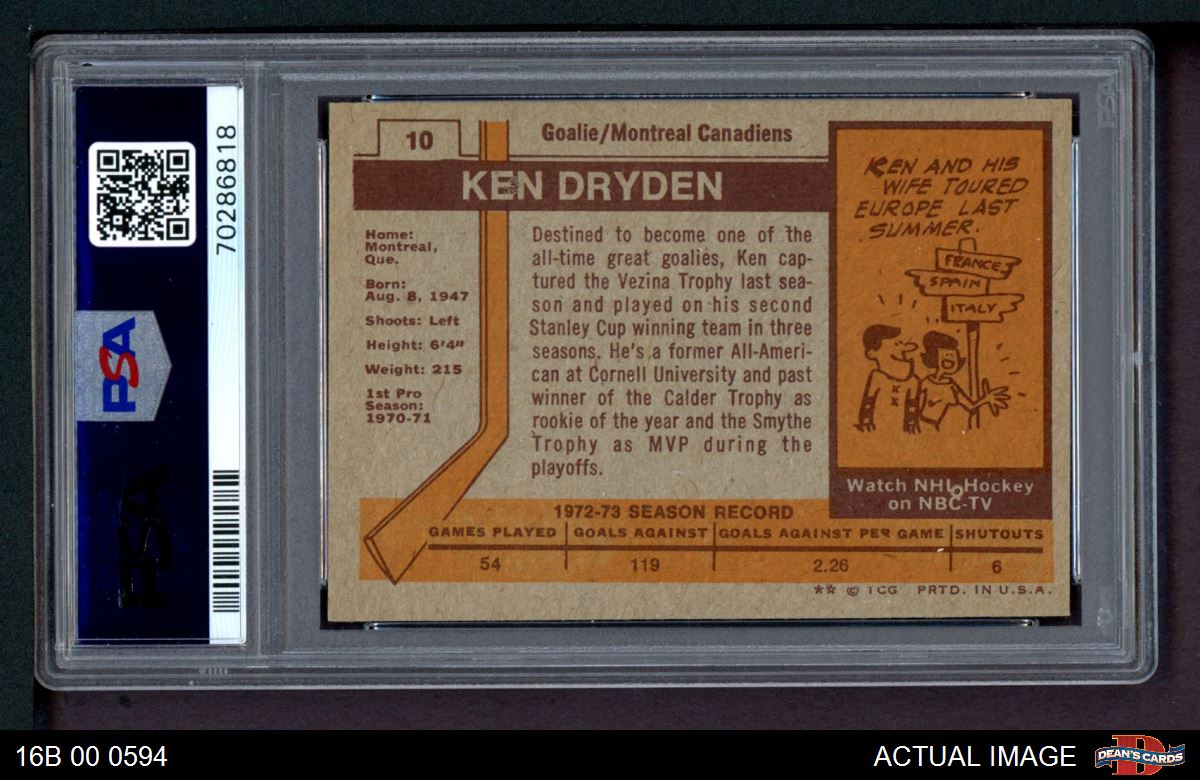 70286818
PSA
PSA
10
Goalie/Montreal Canadiens
KEN DRYDEN
Home:
Montreal,
Que.
Born:
Aug. 8, 1947
Shoots: Left
Height: 6'4"
Weight: 215
1st Pro
Season:
1970-71
Destined to become one of the
all-time great goalies, Ken cap-
tured the Vezina Trophy last sea-
son and played on his second
Stanley Cup winning team in three
seasons. He's a former All-Ameri-
can at Cornell University and past
winner of the Calder Trophy as
rookie of the year and the Smythe
Trophy as MVP during the
playoffs.
KEN AND HIS
WIFE TOURED
EUROPE LAST
SUMMER.
FRANCE
SPAIN
ITALY
Watch NHL Hockey
on NBC-TV
1972-73 SEASON RECORD
GAMES PLAYED GOALS AGAINST GOALS AGAINST PER GAME SHUTOUTS
54 119 2.26 6
** © TCG PRTD. IN U.S.A.
PSA
16B 00 0594
ACTUAL IMAGE
D
DEAN'S CARDS